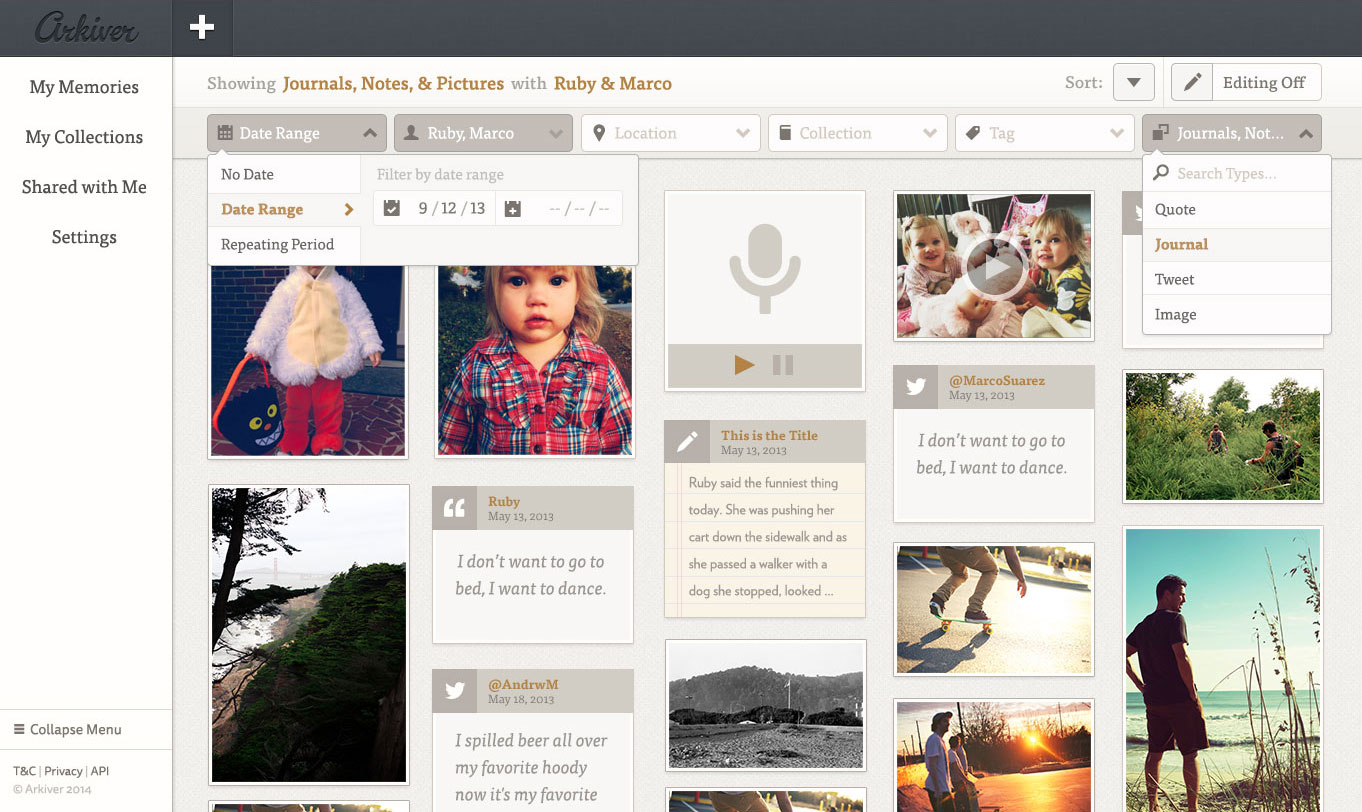 Arkiver
My Memories
My Collections
Shared with Me
Settings
Collapse Menu
T&C | Privacy | API
© Arkiver 2014
Showing Journals, Notes, & Pictures with Ruby & Marco
Sort:
Editing Off
Date Range
Ruby, Marco
Location
Collection
Tag
Journals, Not...
No Date
Date Range
Repeating Period
Filter by date range
9 / 12 / 13
-- / -- / --
Search Types...
Quote
Journal
Tweet
Image
Ruby
May 13, 2013
I don't want to go to
bed, I want to dance.
@AndrwM
May 18, 2013
I spilled beer all over
my favorite hoody
now it's my favorite
This is the Title
May 13, 2013
Ruby said the funniest thing
today. She was pushing her
cart down the sidewalk and as
she passed a walker with a
dog she stopped, looked ...
@MarcoSuarez
May 13, 2013
I don't want to go to
bed, I want to dance.